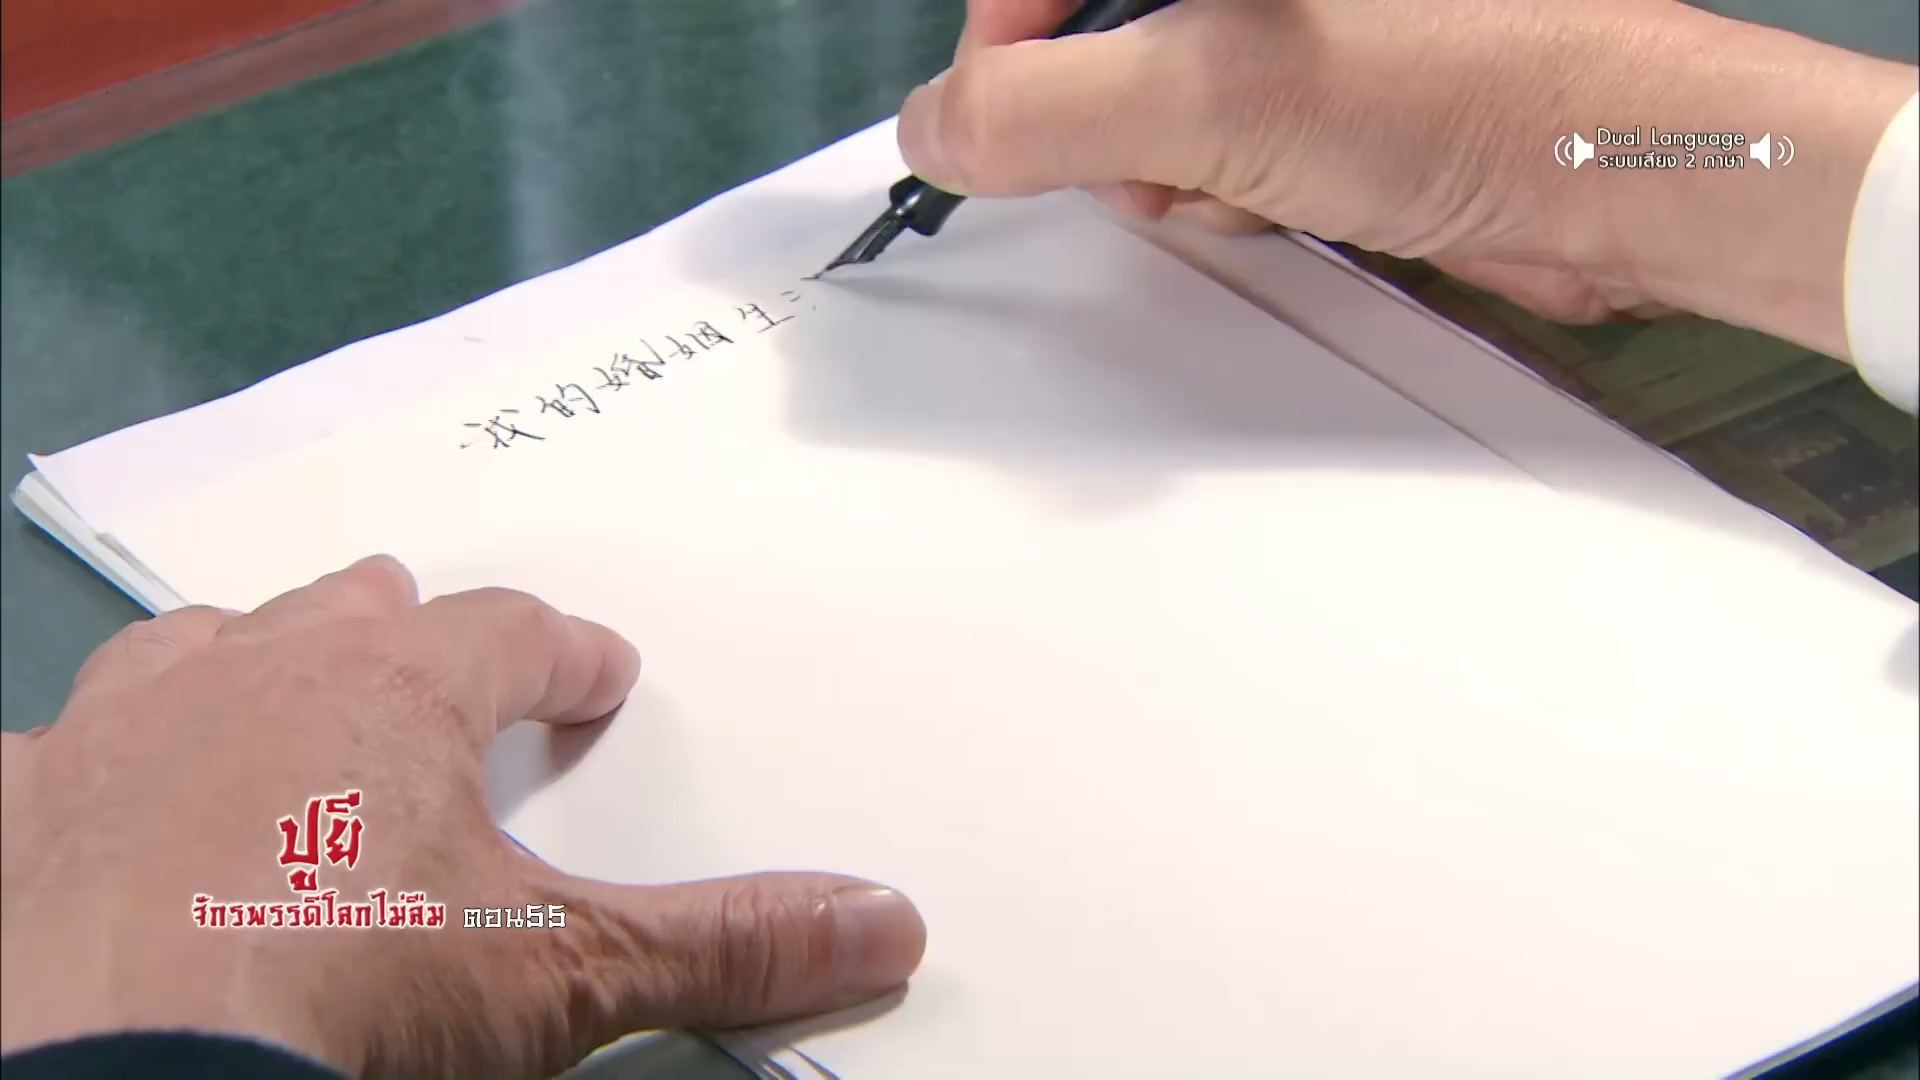 Dual Language
ระบบเสียง 2 ภาษา
我的婚姻生
ปูยี
จักรพรรดิโลกไม่ลืม ตอน55